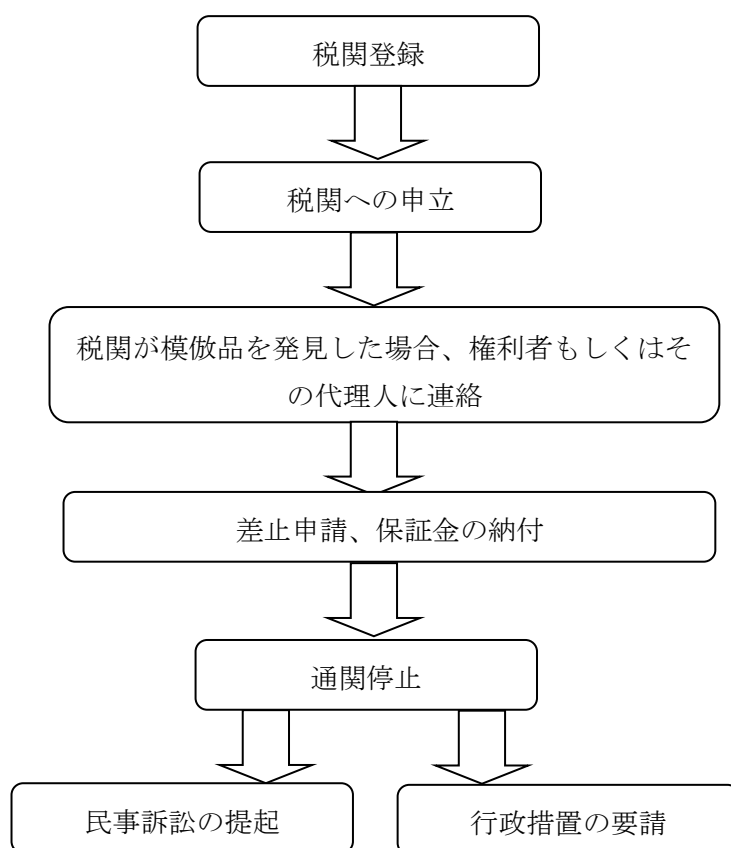 税関登録
税関への申立
税関が模倣品を発見した場合、権利者もしくはそ
の代理人に連絡
差止申請、保証金の納付
通関停止
民事訴訟の提起
行政措置の要請